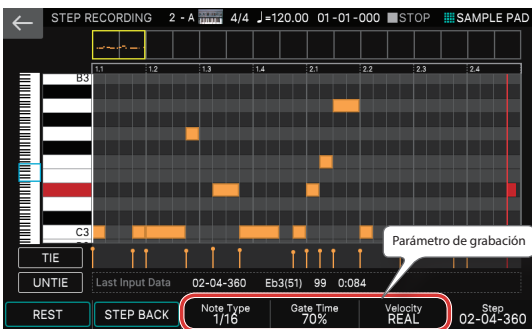 STEP RECORDING 2 - A 4/4 ♩=120.00 01-01-000 STOP SAMPLE PAD
1.1 1.2 1.3 1.4 2.1 2.2 2.3 2.4
B3
C3
Parámetro de grabación
TIE
UNTIE Last Input Data 02-04-360 Eb3(51) 99 0:084
REST STEP BACK Note Type Gate Time Velocity Step
1/16 70% REAL 02-04-360